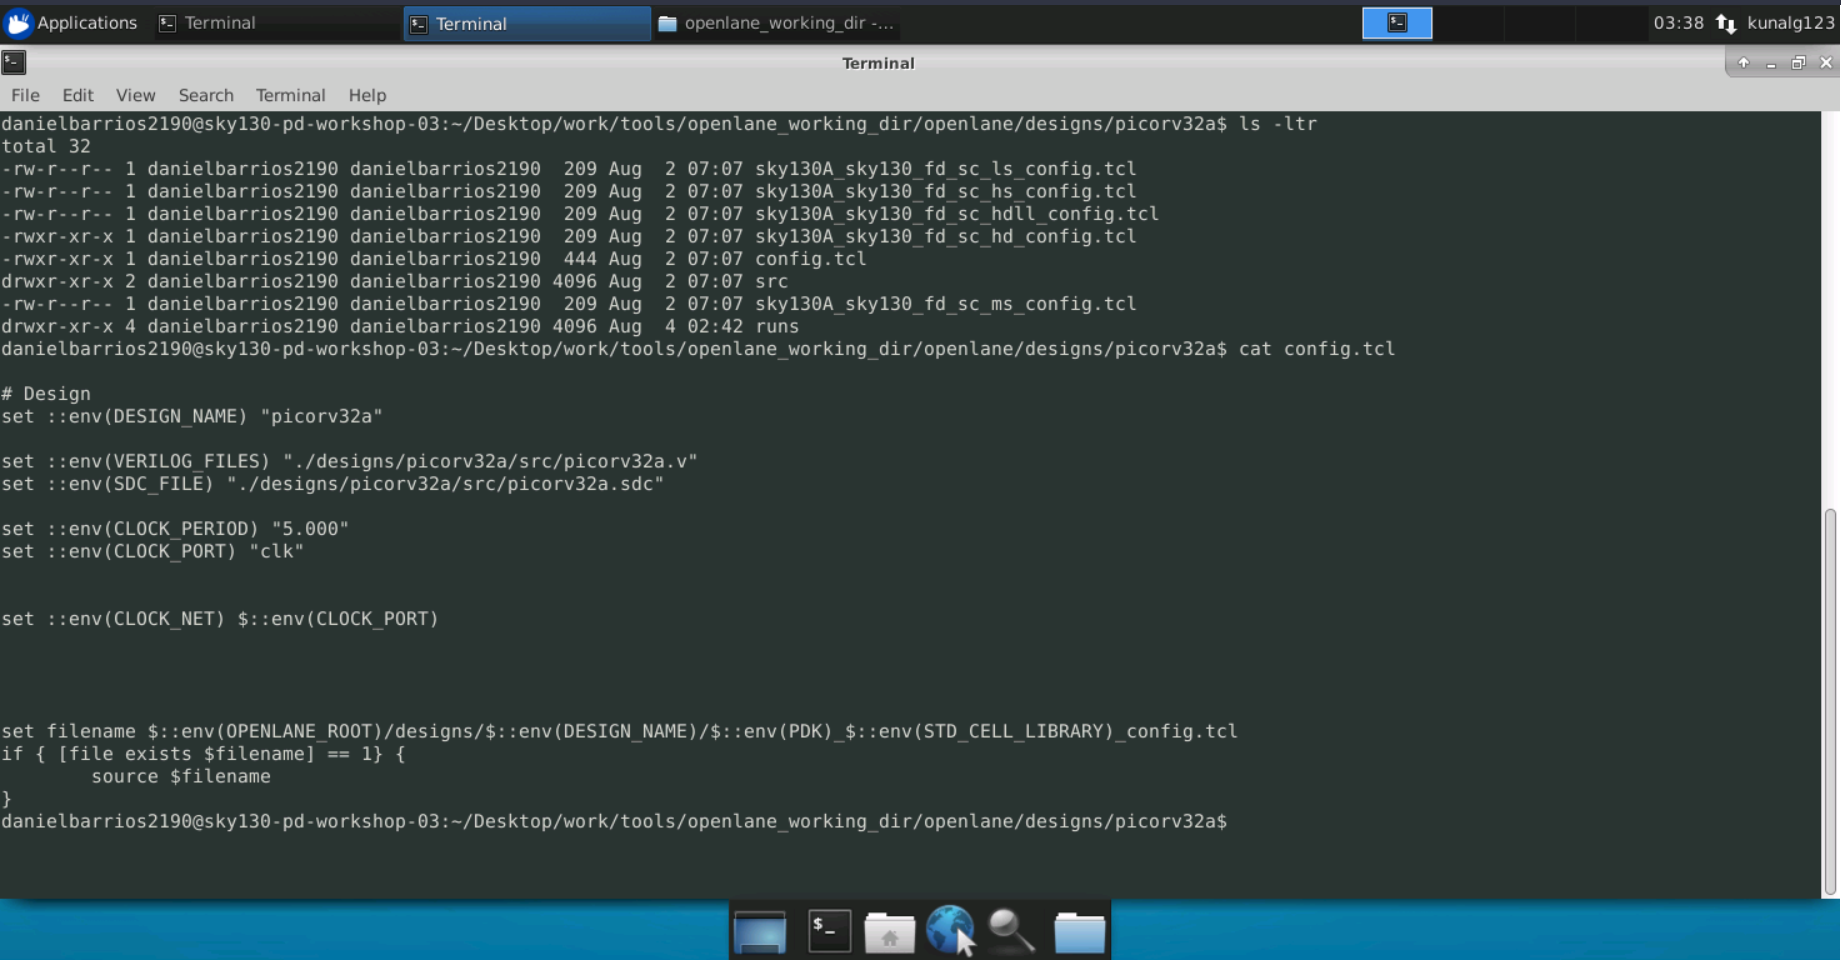 Applications Terminal Terminal openlane_working_dir -... 03:38 kunalg123
Terminal
File Edit View Search Terminal Help
danielbarrios2190@sky130-pd-workshop-03:~/Desktop/work/tools/openlane_working_dir/openlane/designs/picorv32a$ ls -ltr
total 32
-rw-r--r-- 1 danielbarrios2190 danielbarrios2190  209 Aug  2 07:07 sky130A_sky130_fd_sc_ls_config.tcl
-rw-r--r-- 1 danielbarrios2190 danielbarrios2190  209 Aug  2 07:07 sky130A_sky130_fd_sc_hs_config.tcl
-rw-r--r-- 1 danielbarrios2190 danielbarrios2190  209 Aug  2 07:07 sky130A_sky130_fd_sc_hdll_config.tcl
-rwxr-xr-x 1 danielbarrios2190 danielbarrios2190  209 Aug  2 07:07 sky130A_sky130_fd_sc_hd_config.tcl
-rwxr-xr-x 1 danielbarrios2190 danielbarrios2190  444 Aug  2 07:07 config.tcl
drwxr-xr-x 2 danielbarrios2190 danielbarrios2190 4096 Aug  2 07:07 src
-rw-r--r-- 1 danielbarrios2190 danielbarrios2190  209 Aug  2 07:07 sky130A_sky130_fd_sc_ms_config.tcl
drwxr-xr-x 4 danielbarrios2190 danielbarrios2190 4096 Aug  4 02:42 runs
danielbarrios2190@sky130-pd-workshop-03:~/Desktop/work/tools/openlane_working_dir/openlane/designs/picorv32a$ cat config.tcl
# Design
set ::env(DESIGN_NAME) "picorv32a"
set ::env(VERILOG_FILES) "./designs/picorv32a/src/picorv32a.v"
set ::env(SDC_FILE) "./designs/picorv32a/src/picorv32a.sdc"
set ::env(CLOCK_PERIOD) "5.000"
set ::env(CLOCK_PORT) "clk"
set ::env(CLOCK_NET) $::env(CLOCK_PORT)
set filename $::env(OPENLANE_ROOT)/designs/$::env(DESIGN_NAME)/$::env(PDK)_$::env(STD_CELL_LIBRARY)_config.tcl
if { [file exists $filename] == 1} {
        source $filename
}
danielbarrios2190@sky130-pd-workshop-03:~/Desktop/work/tools/openlane_working_dir/openlane/designs/picorv32a$